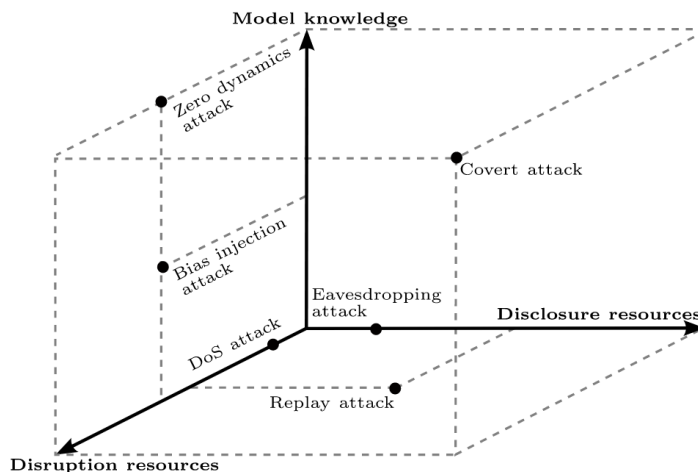 Model knowledge
Zero dynamics
attack
Covert attack
Bias injection
attack
Eavesdropping
attack
Disclosure resources
DoS attack
Replay attack
Disruption resources